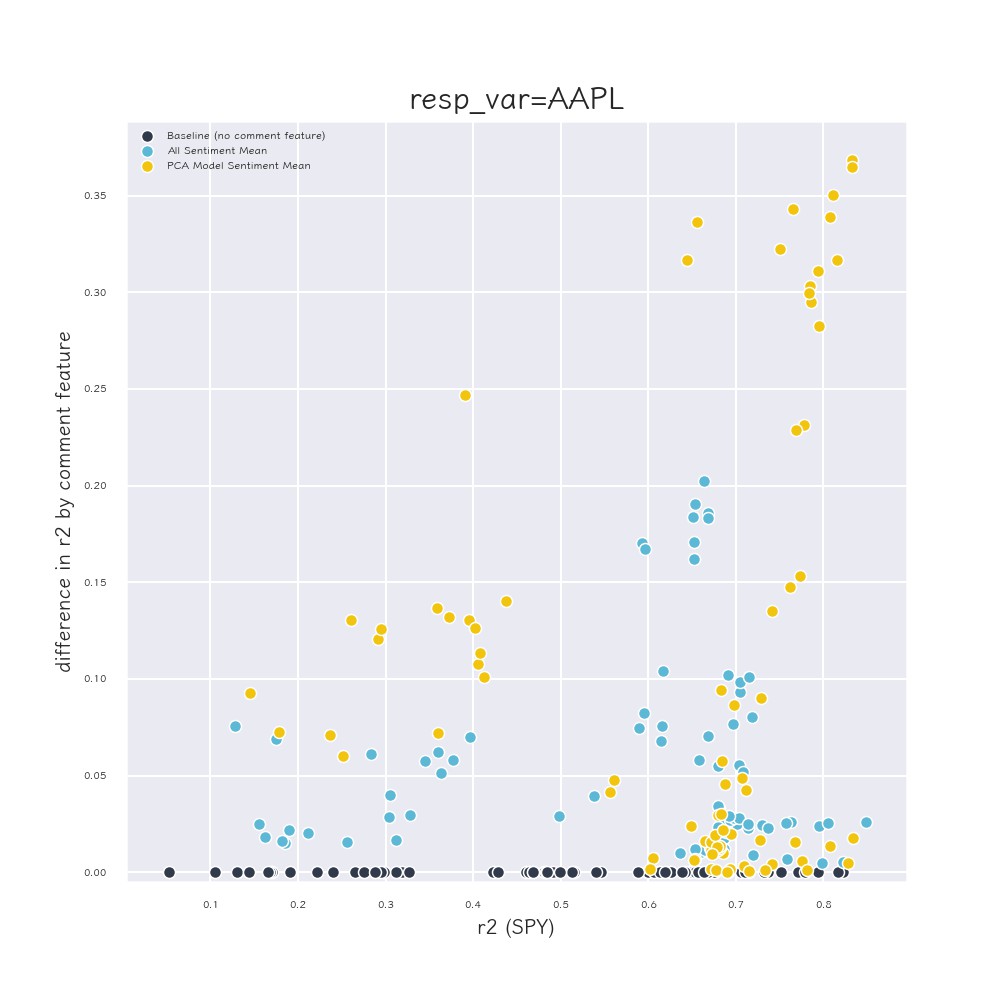 resp_var=AAPL
Baseline (no comment feature)
All Sentiment Mean
PCA Model Sentiment Mean
difference in r2 by comment feature
0.35
0.30
0.25
0.20
0.15
0.10
0.05
0.00
0.1 0.2 0.3 0.4 0.5 0.6 0.7 0.8
r2 (SPY)